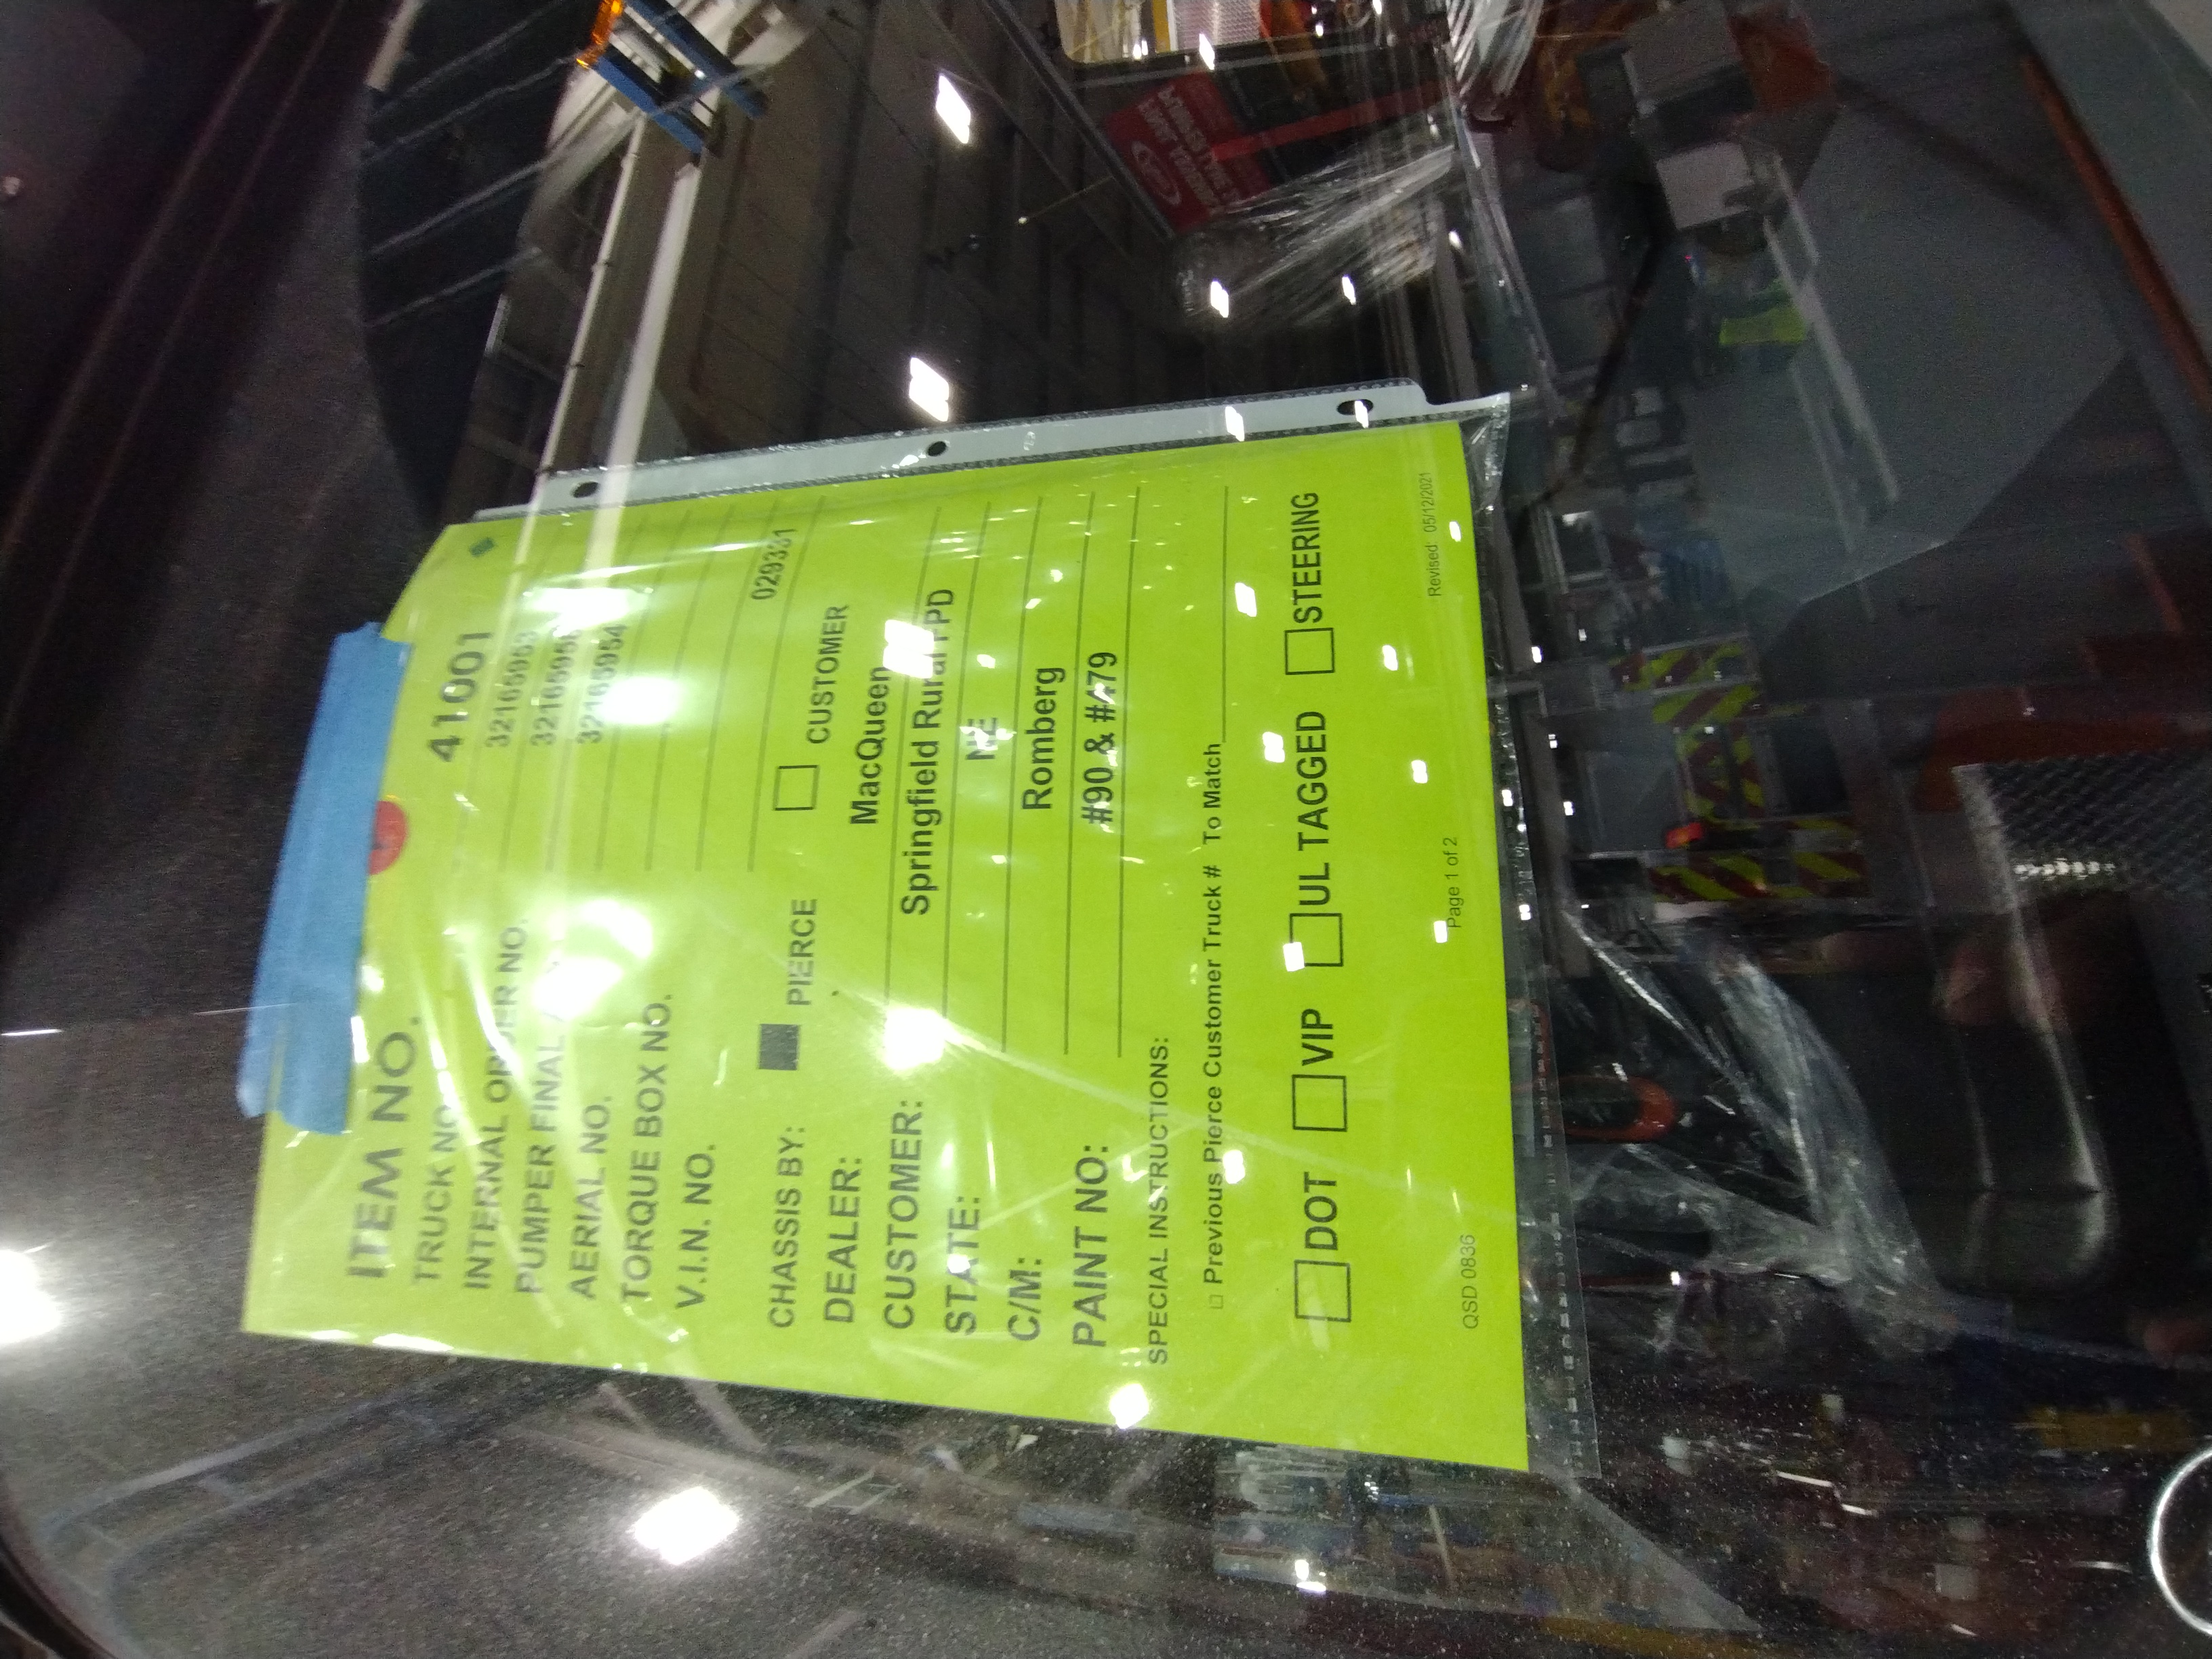 ITEM NO. 41001
TRUCK NO. 32165953
INTERNAL ORDER NO.
PUMPER FINAL 32165954
AERIAL NO.
TORQUE BOX NO.
V.I.N. NO. 029331
CHASSIS BY: PIERCE CUSTOMER
DEALER: MacQueen
CUSTOMER: Springfield Rural FPD
STATE: NE
C/M: Romberg
PAINT NO: #90 & #479
SPECIAL INSTRUCTIONS:
□ Previous Pierce Customer Truck # To Match
DOT VIP UL TAGGED STEERING
QSD 0836 Page 1 of 2 Revised 05/12/2021